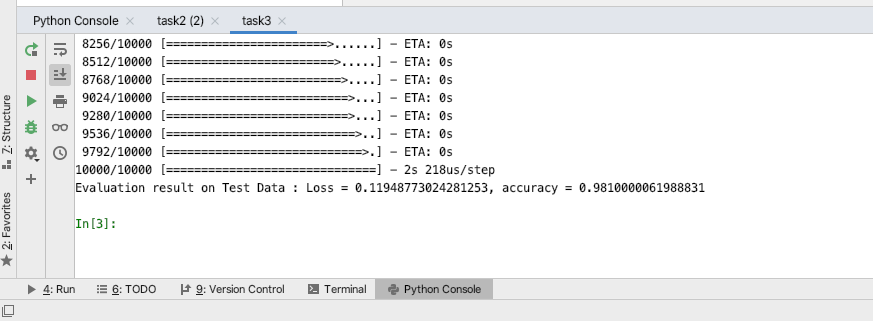 Python Console × task2 (2) × task3 ×
8256/10000 [=======================>......] - ETA: 0s
8512/10000 [========================>.....] - ETA: 0s
8768/10000 [=========================>....] - ETA: 0s
9024/10000 [==========================>...] - ETA: 0s
9280/10000 [==========================>...] - ETA: 0s
9536/10000 [===========================>..] - ETA: 0s
9792/10000 [============================>.] - ETA: 0s
10000/10000 [==============================] - 2s 218us/step
Evaluation result on Test Data : Loss = 0.11948773024281253, accuracy = 0.9810000061988831
In[3]:
7: Structure
2: Favorites
4: Run 6: TODO 9: Version Control Terminal Python Console